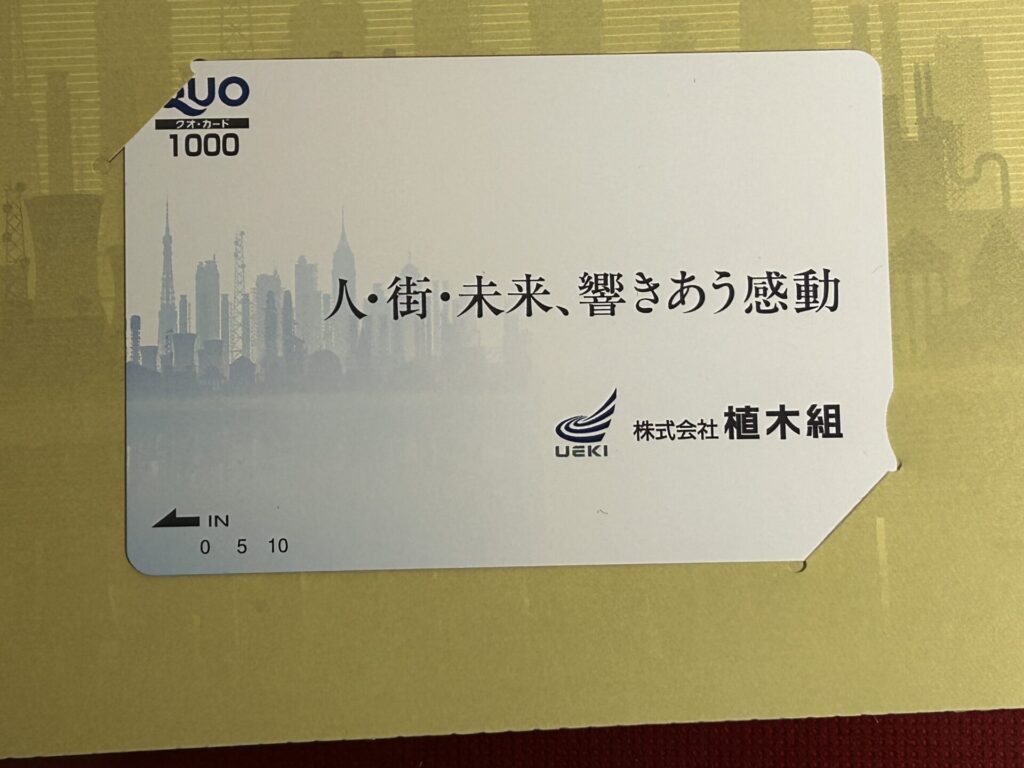 QUO
クオ・カード
1000
人・街・未来、響きあう感動
UEKI
株式会社 植木組
IN
0 5 10